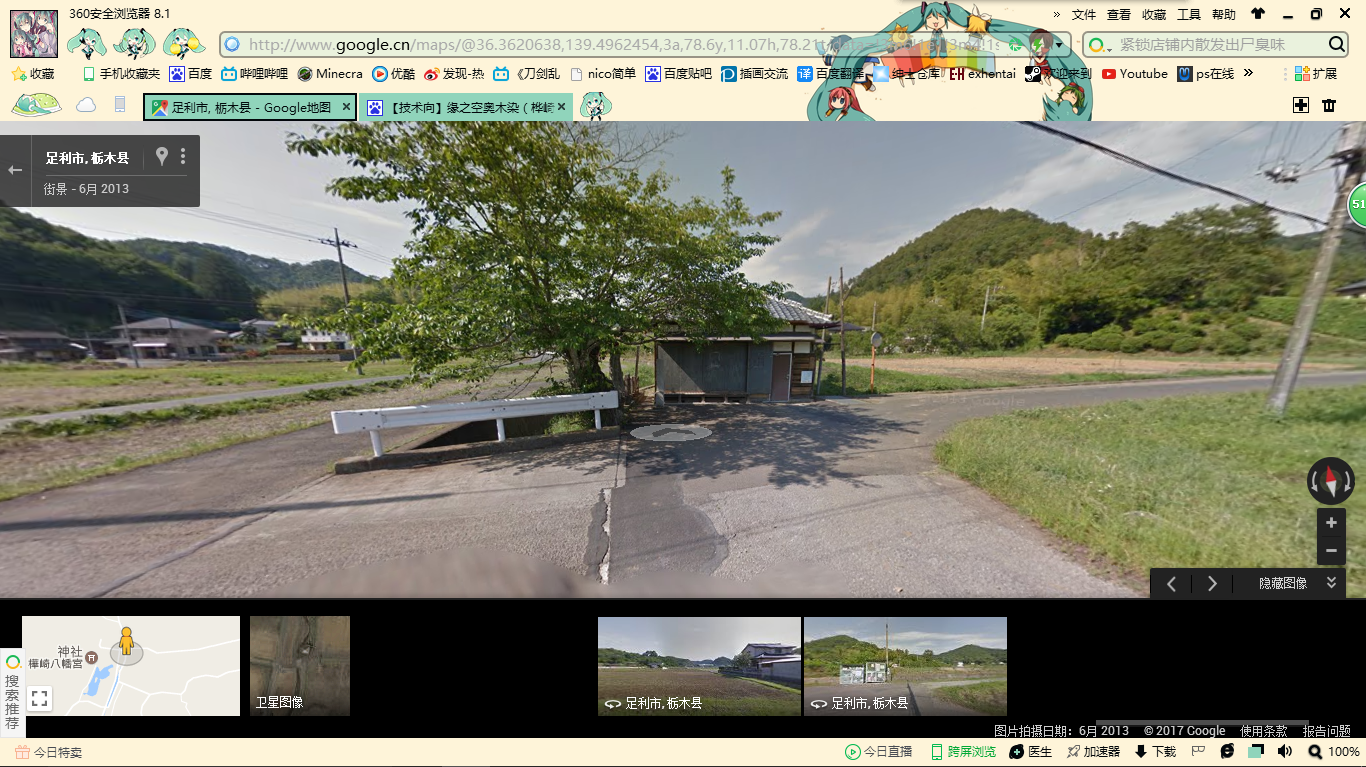 360安全浏览器 8.1
» 文件 查看 收藏 工具 帮助
http://www.google.cn/maps/@36.3620638,139.4962454,3a,78.6y,11.07h,78.21t
紧锁店铺内散发出尸臭味
收藏 手机收藏夹 百度 哔哩哔哩 Minecra 优酷 发现-热 《刀剑乱 nico简单 百度贴吧 插画交流 百度翻译 绅士仓库 exhentai 欢迎来到 Youtube ps在线 » 扩展
足利市, 栃木县 - Google地图
【技术向】缘之空奥木染（桦崎
足利市, 栃木县
街景 - 6月 2013
51
隐藏图像
神社
樺崎八幡宮
卫星图像
足利市, 栃木县
足利市, 栃木县
搜索推荐
图片拍摄日期：6月 2013 © 2017 Google 使用条款 报告问题
今日特卖
今日直播 跨屏浏览 医生 加速器 下载 100%